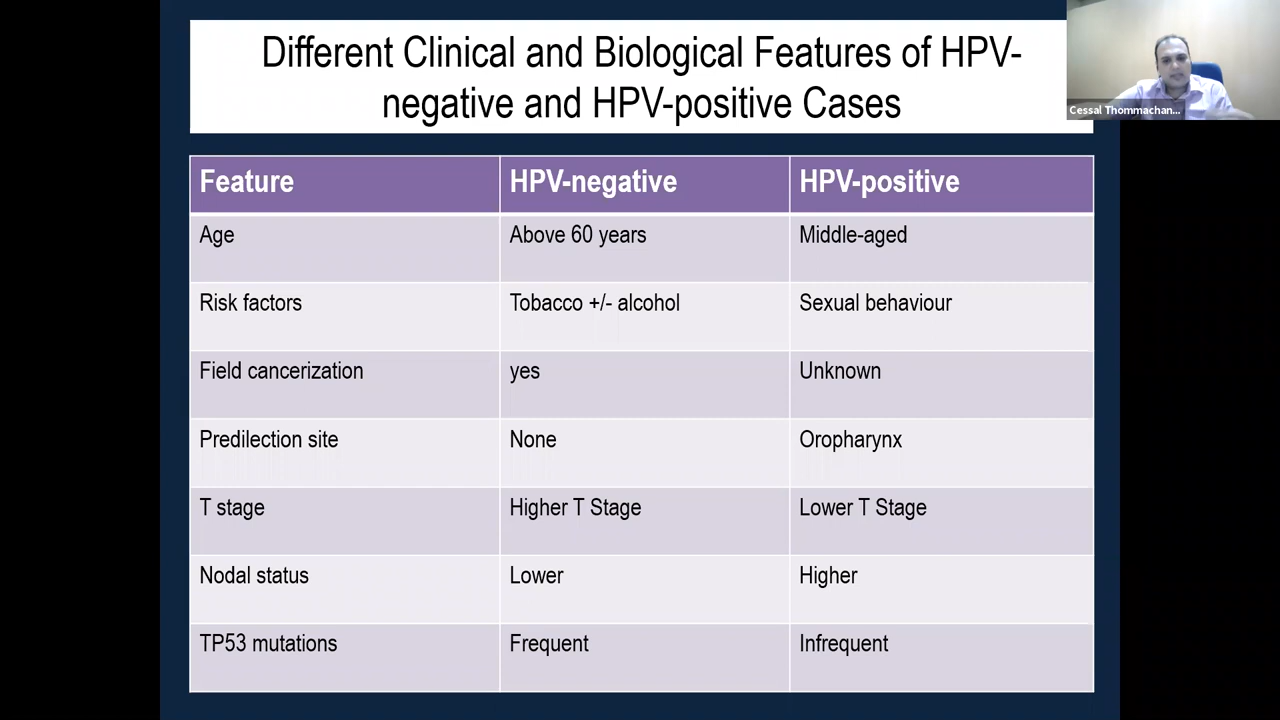 Different Clinical and Biological Features of HPV-
negative and HPV-positive Cases
Cessal Thommachan...
Feature HPV-negative HPV-positive
Age Above 60 years Middle-aged
Risk factors Tobacco +/- alcohol Sexual behaviour
Field cancerization yes Unknown
Predilection site None Oropharynx
T stage Higher T Stage Lower T Stage
Nodal status Lower Higher
TP53 mutations Frequent Infrequent